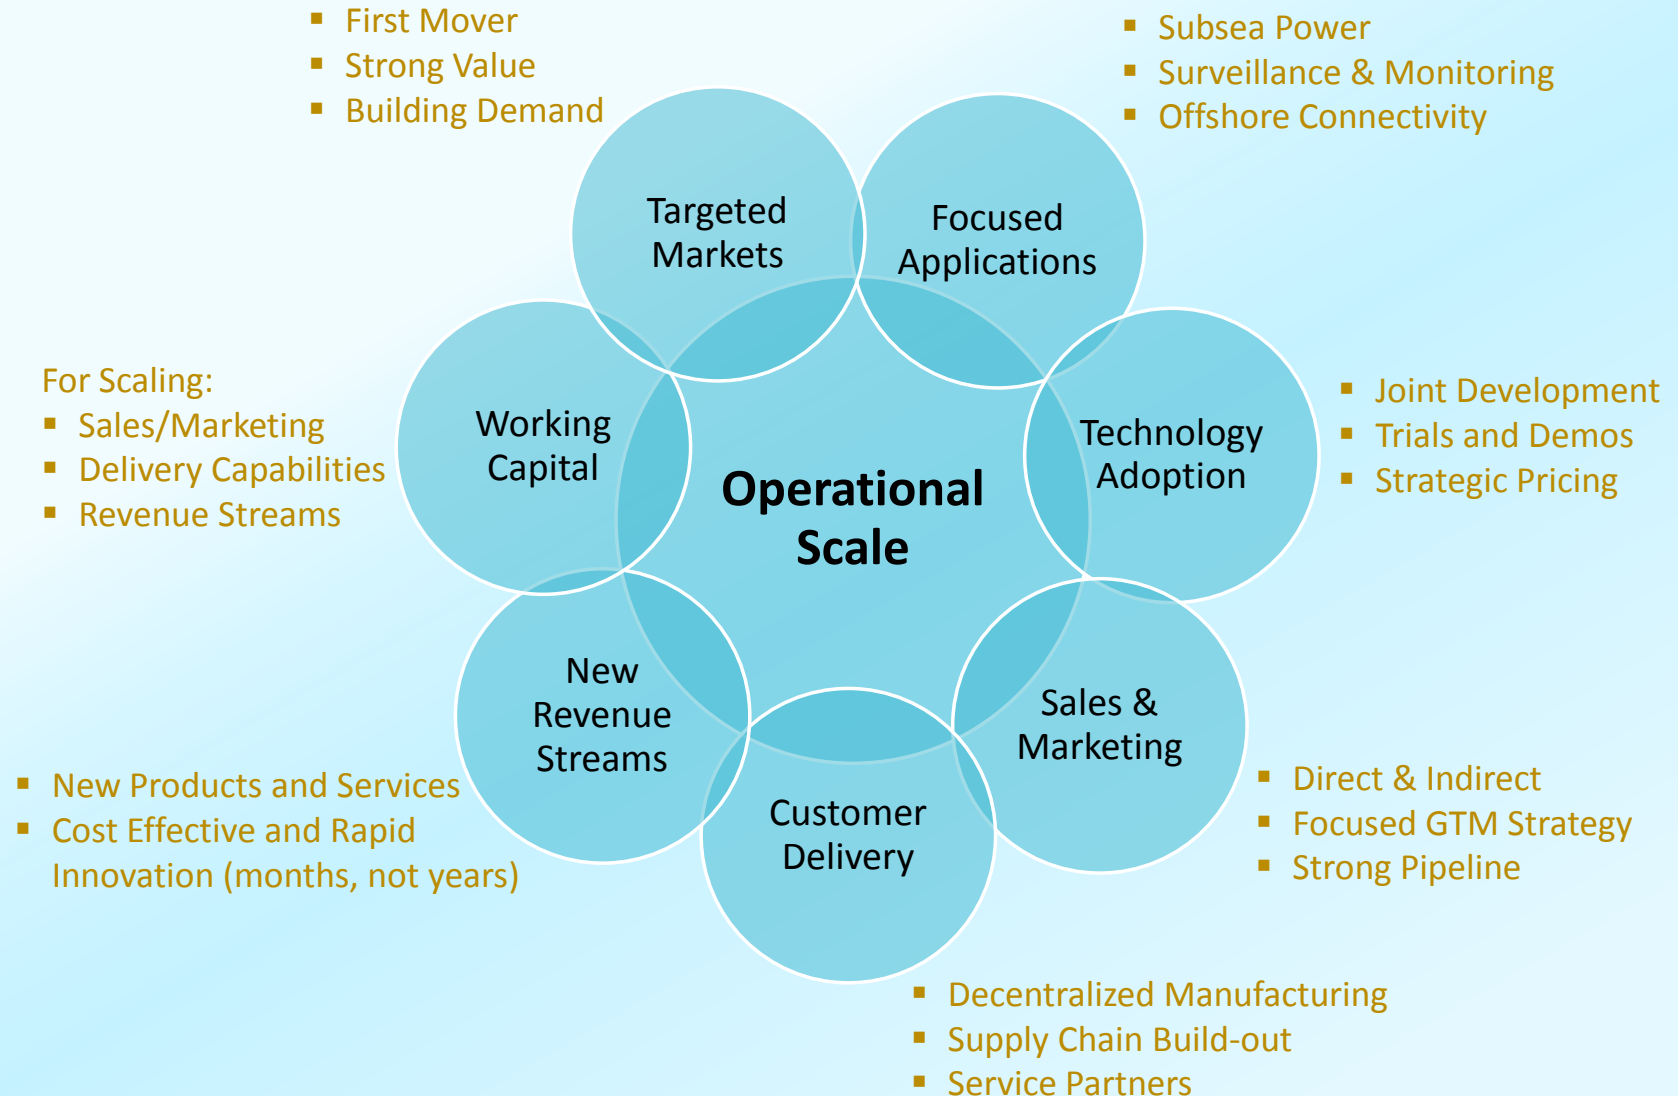 ▪ First Mover
▪ Strong Value
▪ Building Demand
▪ Subsea Power
▪ Surveillance & Monitoring
▪ Offshore Connectivity
Targeted
Markets
Focused
Applications
For Scaling:
▪ Sales/Marketing
▪ Delivery Capabilities
▪ Revenue Streams
Working
Capital
Operational
Scale
Technology
Adoption
▪ Joint Development
▪ Trials and Demos
▪ Strategic Pricing
New
Revenue
Streams
▪ New Products and Services
▪ Cost Effective and Rapid
Innovation (months, not years)
Customer
Delivery
Sales &
Marketing
▪ Direct & Indirect
▪ Focused GTM Strategy
▪ Strong Pipeline
▪ Decentralized Manufacturing
▪ Supply Chain Build-out
▪ Service Partners